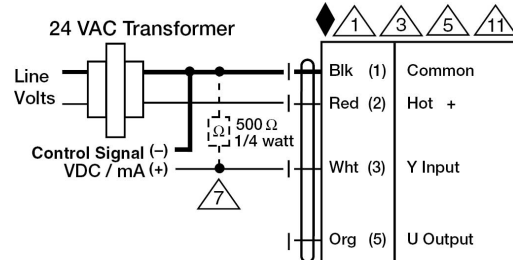 24 VAC Transformer
1 3 5 11
Line
Volts
Blk (1) Common
Red (2) Hot +
Ω 500 Ω
1/4 watt
Control Signal (−)
VDC / mA (+)
Wht (3) Y Input
7
Org (5) U Output